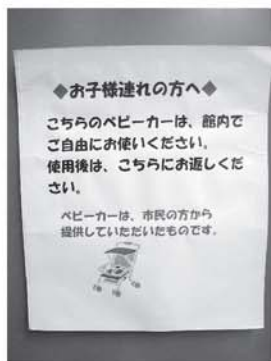 ◆お子様連れの方へ◆
こちらのベビーカーは、館内で
ご自由にお使いください。
使用後は、こちらにお返しくだ
さい。
ベビーカーは、市民の方から
提供していただいたものです。